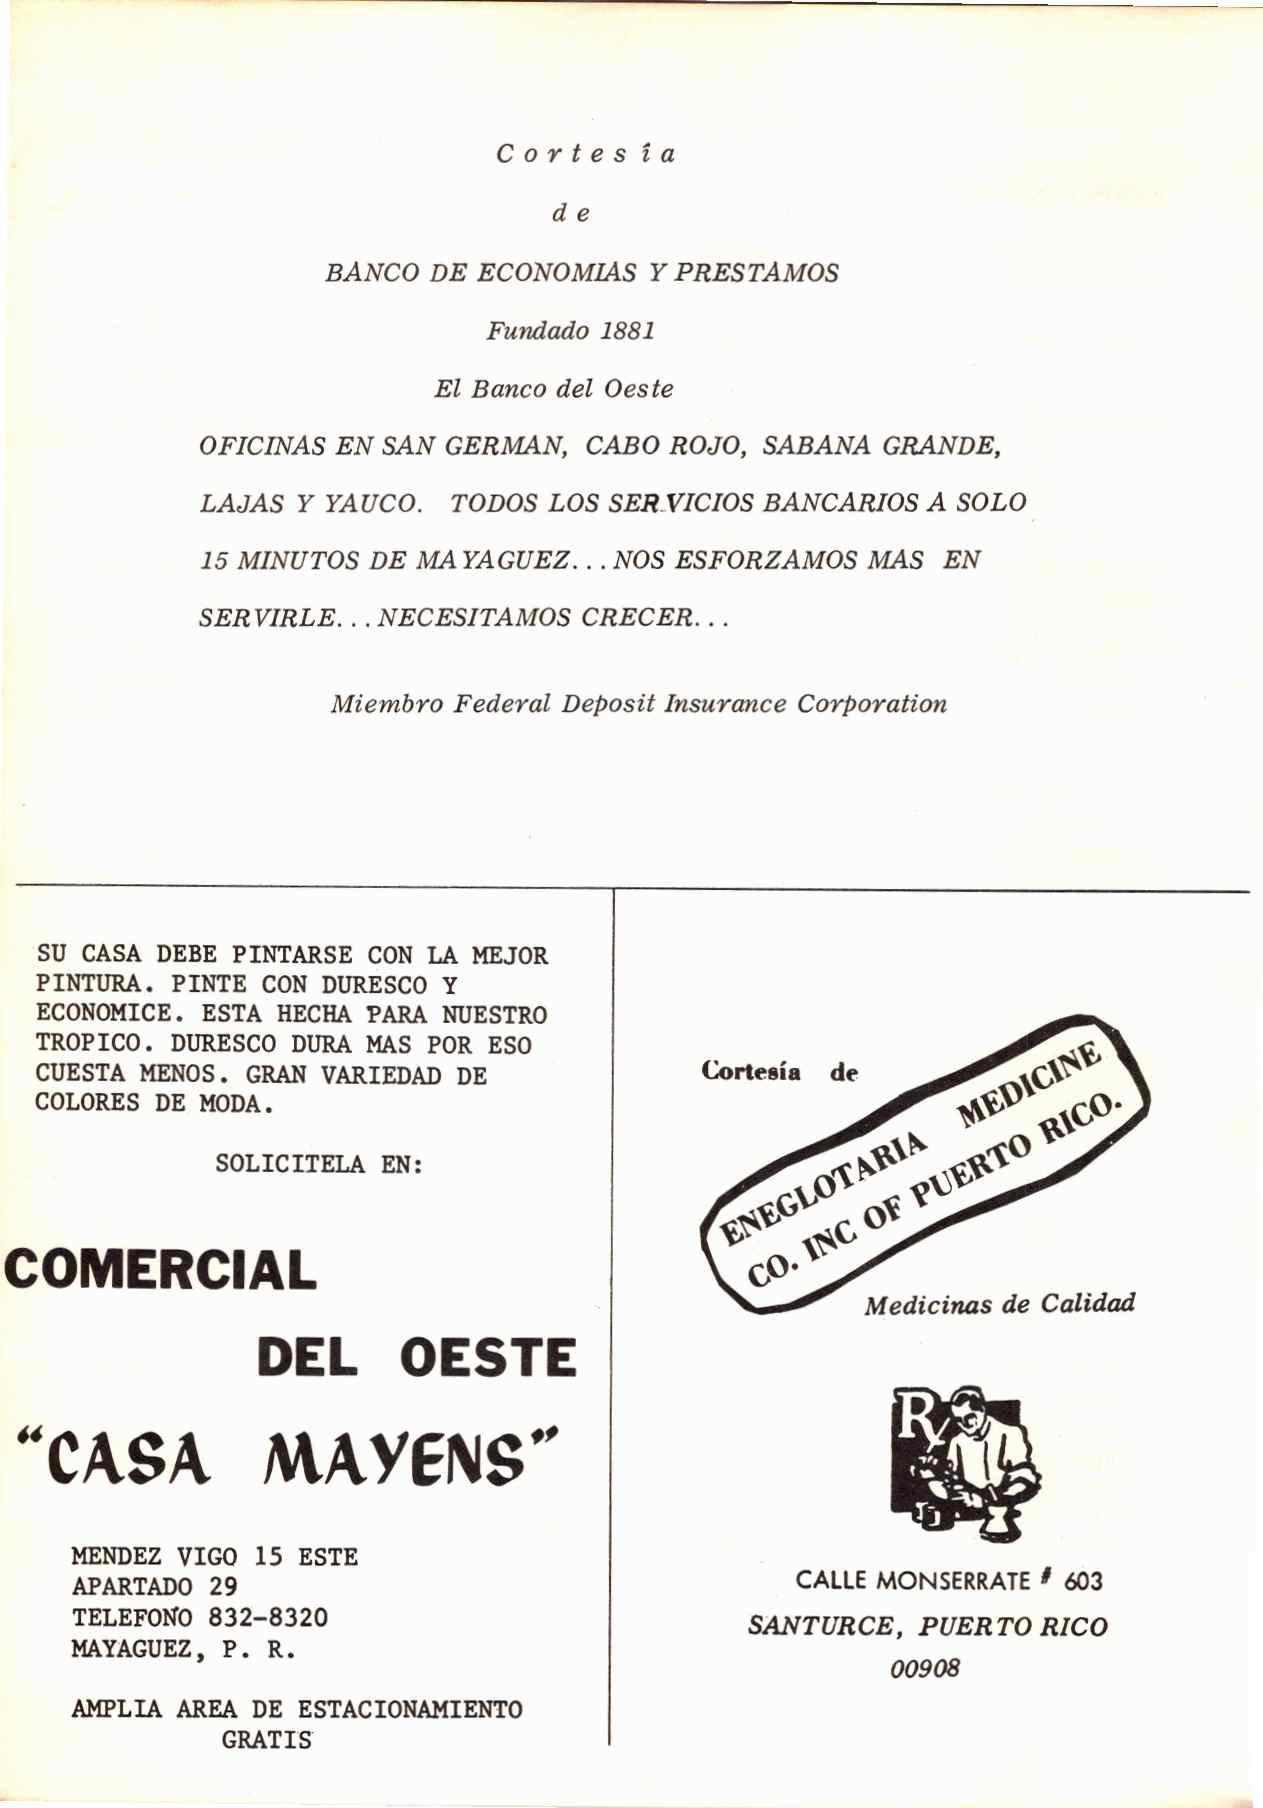 Cortesía
de
BANCO DE ECONOMIAS Y PRESTAMOS
Fundado 1881
El Banco del Oeste
OFICINAS EN SAN GERMAN, CABO ROJO, SABANA GRANDE,
LAJAS Y YAUCO. TODOS LOS SERVICIOS BANCARIOS A SOLO
15 MINUTOS DE MAYAGUEZ...NOS ESFORZAMOS MAS EN
SERVIRLE...NECESITAMOS CRECER...
Miembro Federal Deposit Insurance Corporation
SU CASA DEBE PINTARSE CON LA MEJOR
PINTURA. PINTE CON DURESCO Y
ECONOMICE. ESTA HECHA PARA NUESTRO
TROPICO. DURESCO DURA MAS POR ESO
CUESTA MENOS. GRAN VARIEDAD DE
COLORES DE MODA.
SOLICITELA EN:
COMERCIAL
DEL OESTE
"CASA MAYENS"
MENDEZ VIGO 15 ESTE
APARTADO 29
TELEFONO 832-8320
MAYAGUEZ, P. R.
AMPLIA AREA DE ESTACIONAMIENTO
GRATIS
Cortesía de
ENEGLOTARIA MEDICINE
CO. INC OF PUERTO RICO.
Medicinas de Calidad
Rx
CALLE MONSERRATE # 603
SANTURCE, PUERTO RICO
00908